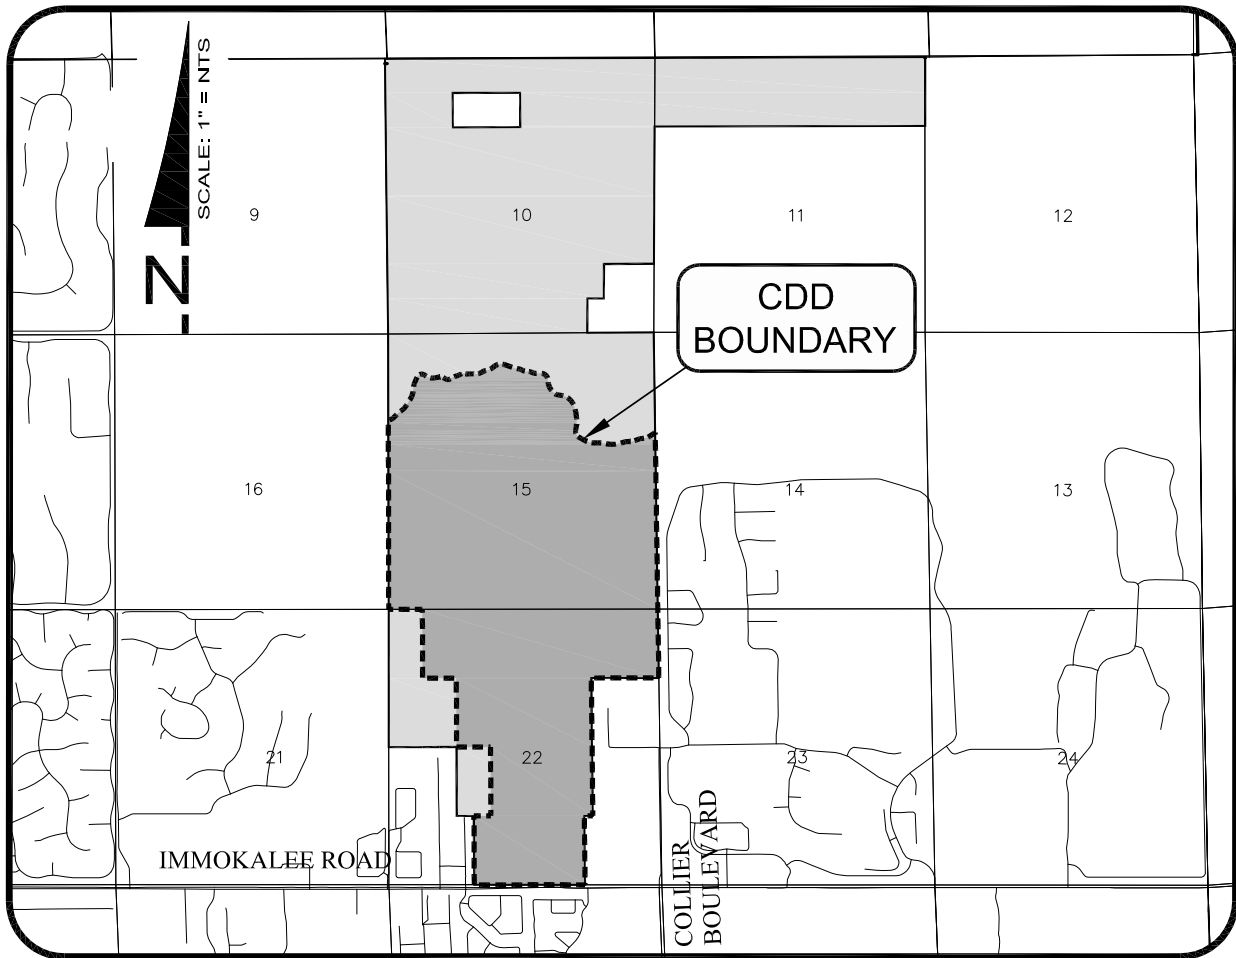 SCALE: 1" = NTS
N
9
10
11
12
CDD
BOUNDARY
16
15
14
13
21
22
23
24
IMMOKALEE ROAD
COLLIER
BOULEVARD